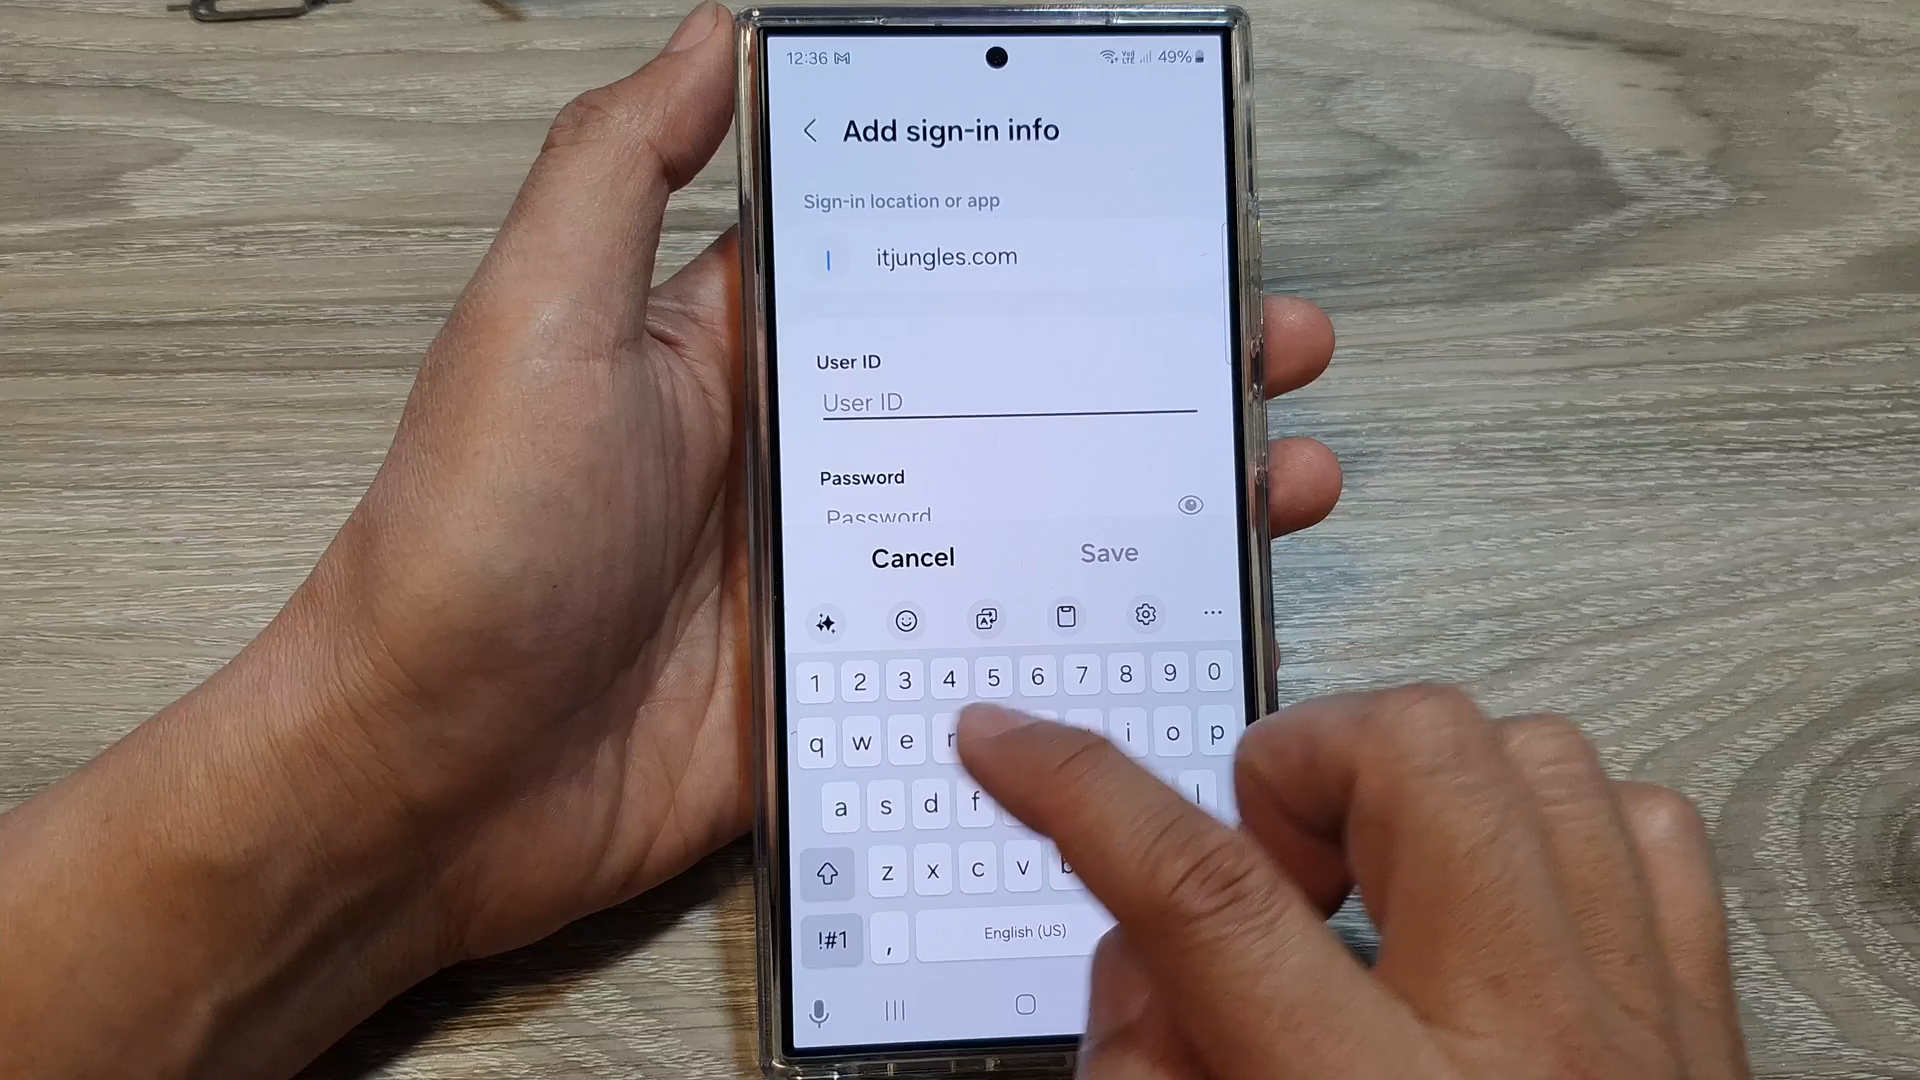 12:36 49%
Add sign-in info
Sign-in location or app
I itjungles.com
User ID
User ID
Password
Password
Cancel Save
1 2 3 4 5 6 7 8 9 0
q w e r i o p
a s d f l
z x c v b
!#1 , English (US)